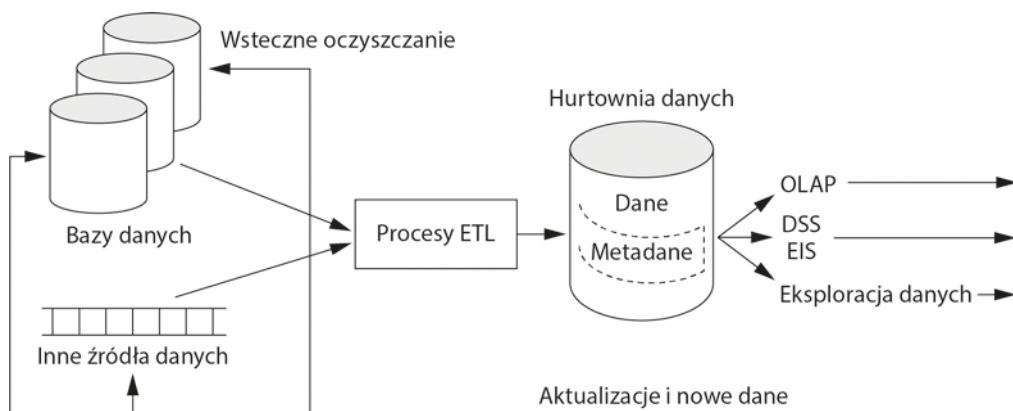 Wsteczne oczyszczanie
Hurtownia danych
Bazy danych
Procesy ETL
Dane
Metadane
OLAP
DSS
EIS
Eksploracja danych
Inne źródła danych
Aktualizacje i nowe dane